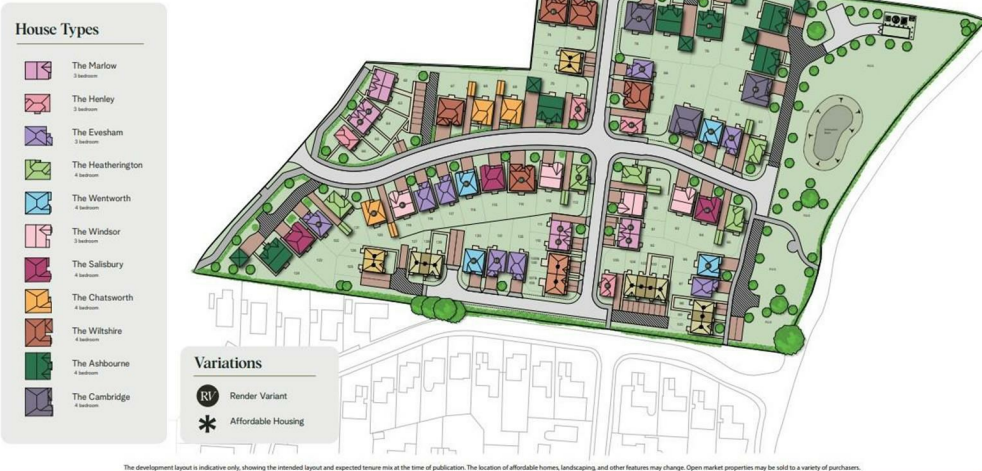 House Types
The Marlow
3 bedroom
The Henley
3 bedroom
The Evesham
3 bedroom
The Heatherington
4 bedroom
The Wentworth
4 bedroom
The Windsor
3 bedroom
The Salisbury
4 bedroom
The Chatsworth
4 bedroom
The Wiltshire
4 bedroom
The Ashbourne
4 bedroom
The Cambridge
4 bedroom
Variations
RV Render Variant
Affordable Housing
The development layout is indicative only, showing the intended layout and expected tenure mix at the time of publication. The location of affordable homes, landscaping, and other features may change. Open market properties may be sold to a variety of purchasers.